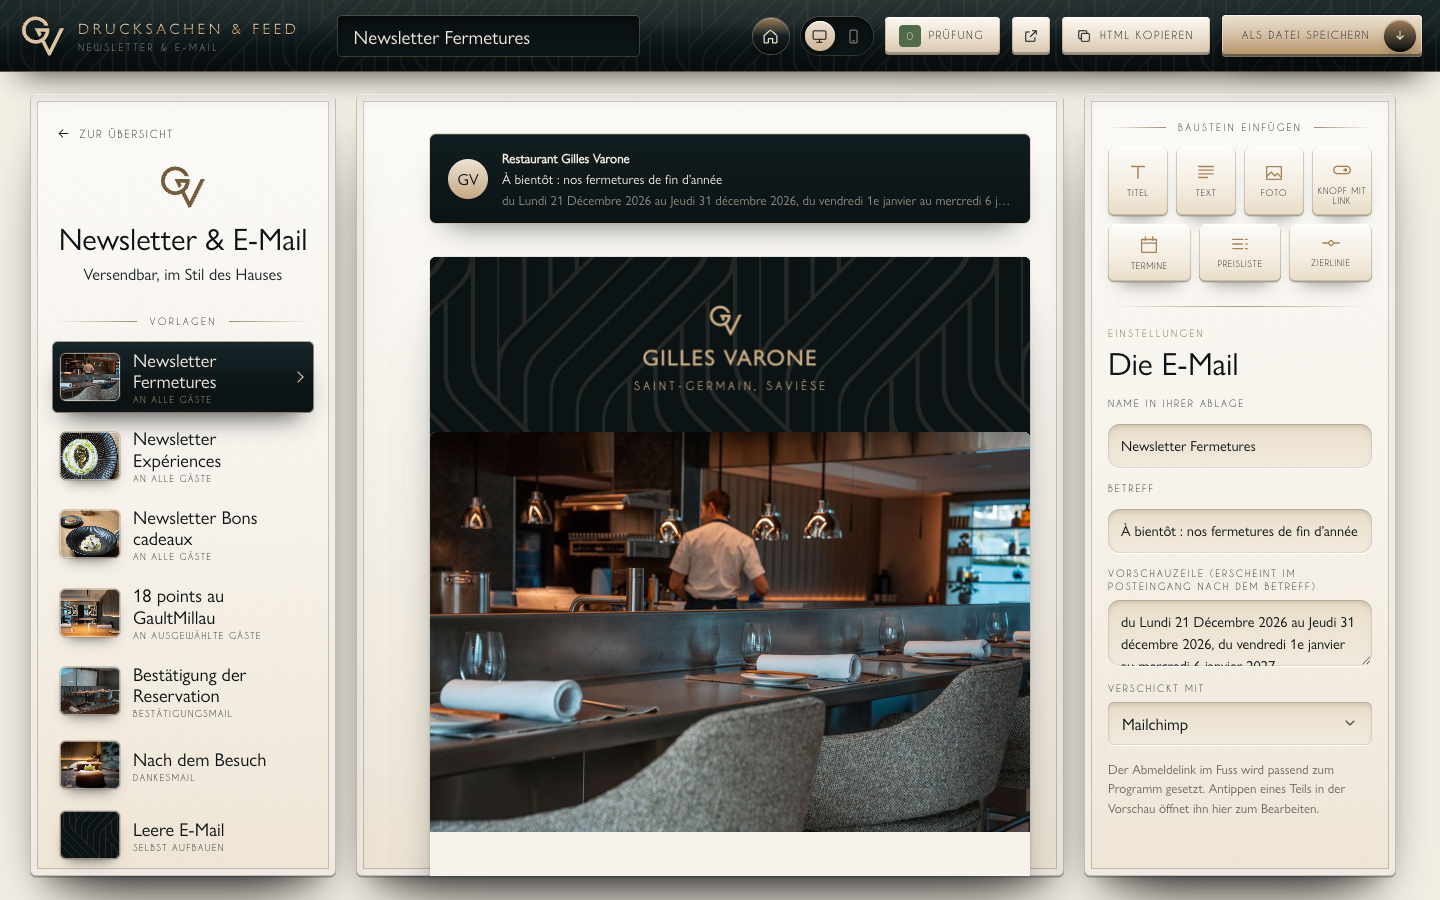 GV
DRUCKSACHEN & FEED
NEWSLETTER & E-MAIL
Newsletter Fermetures
0 PRÜFUNG
HTML KOPIEREN
ALS DATEI SPEICHERN
ZUR ÜBERSICHT
GV
Newsletter & E-Mail
Versendbar, im Stil des Hauses
VORLAGEN
Newsletter
Fermetures
AN ALLE GÄSTE
Newsletter
Expériences
AN ALLE GÄSTE
Newsletter Bons
cadeaux
AN ALLE GÄSTE
18 points au
GaultMillau
AN AUSGEWÄHLTE GÄSTE
Bestätigung der
Reservation
BESTÄTIGUNGSMAIL
Nach dem Besuch
DANKESMAIL
Leere E-Mail
SELBST AUFBAUEN
GV
Restaurant Gilles Varone
À bientôt : nos fermetures de fin d'année
du Lundi 21 Décembre 2026 au Jeudi 31 décembre 2026, du vendredi 1e janvier au mercredi 6 j…
GV
GILLES VARONE
SAINT-GERMAIN, SAVIÈSE
BAUSTEIN EINFÜGEN
TITEL
TEXT
FOTO
KNOPF MIT
LINK
TERMINE
PREISLISTE
ZIERLINIE
EINSTELLUNGEN
Die E-Mail
NAME IN IHRER ABLAGE
Newsletter Fermetures
BETREFF
À bientôt : nos fermetures de fin d'année
VORSCHAUZEILE (ERSCHEINT IM
POSTEINGANG NACH DEM BETREFF)
du Lundi 21 Décembre 2026 au Jeudi 31
décembre 2026, du vendredi 1e janvier
au mercredi 6 janvier 2027
VERSCHICKT MIT
Mailchimp
Der Abmeldelink im Fuss wird passend zum
Programm gesetzt. Antippen eines Teils in der
Vorschau öffnet ihn hier zum Bearbeiten.